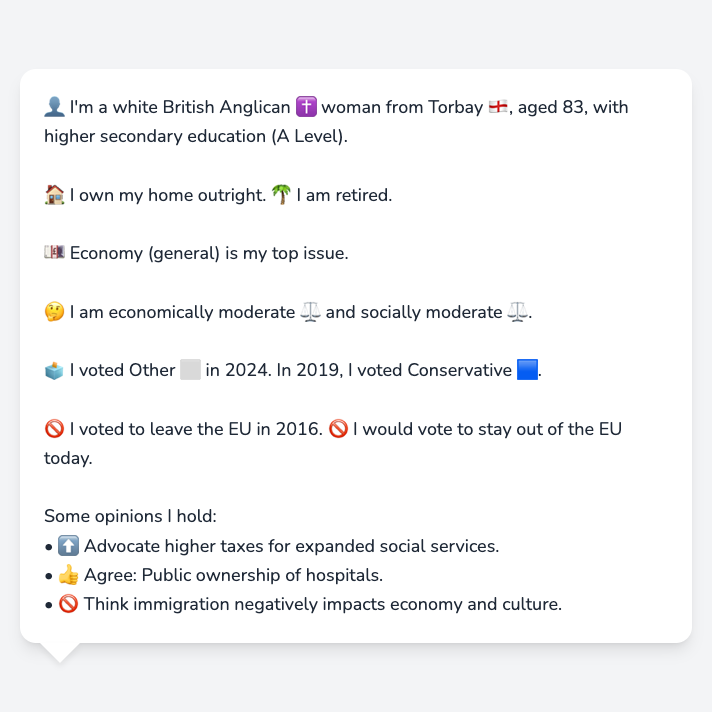 👤 I'm a white British Anglican ✝️ woman from Torbay 🏴󠁧󠁢󠁥󠁮󠁧󠁿, aged 83, with
higher secondary education (A Level).
🏠 I own my home outright. 🌴 I am retired.
💷 Economy (general) is my top issue.
🤔 I am economically moderate ⚖️ and socially moderate ⚖️.
🗳️ I voted Other ⬜ in 2024. In 2019, I voted Conservative 🟦.
🚫 I voted to leave the EU in 2016. 🚫 I would vote to stay out of the EU
today.
Some opinions I hold:
• ⬆️ Advocate higher taxes for expanded social services.
• 👍 Agree: Public ownership of hospitals.
• 🚫 Think immigration negatively impacts economy and culture.